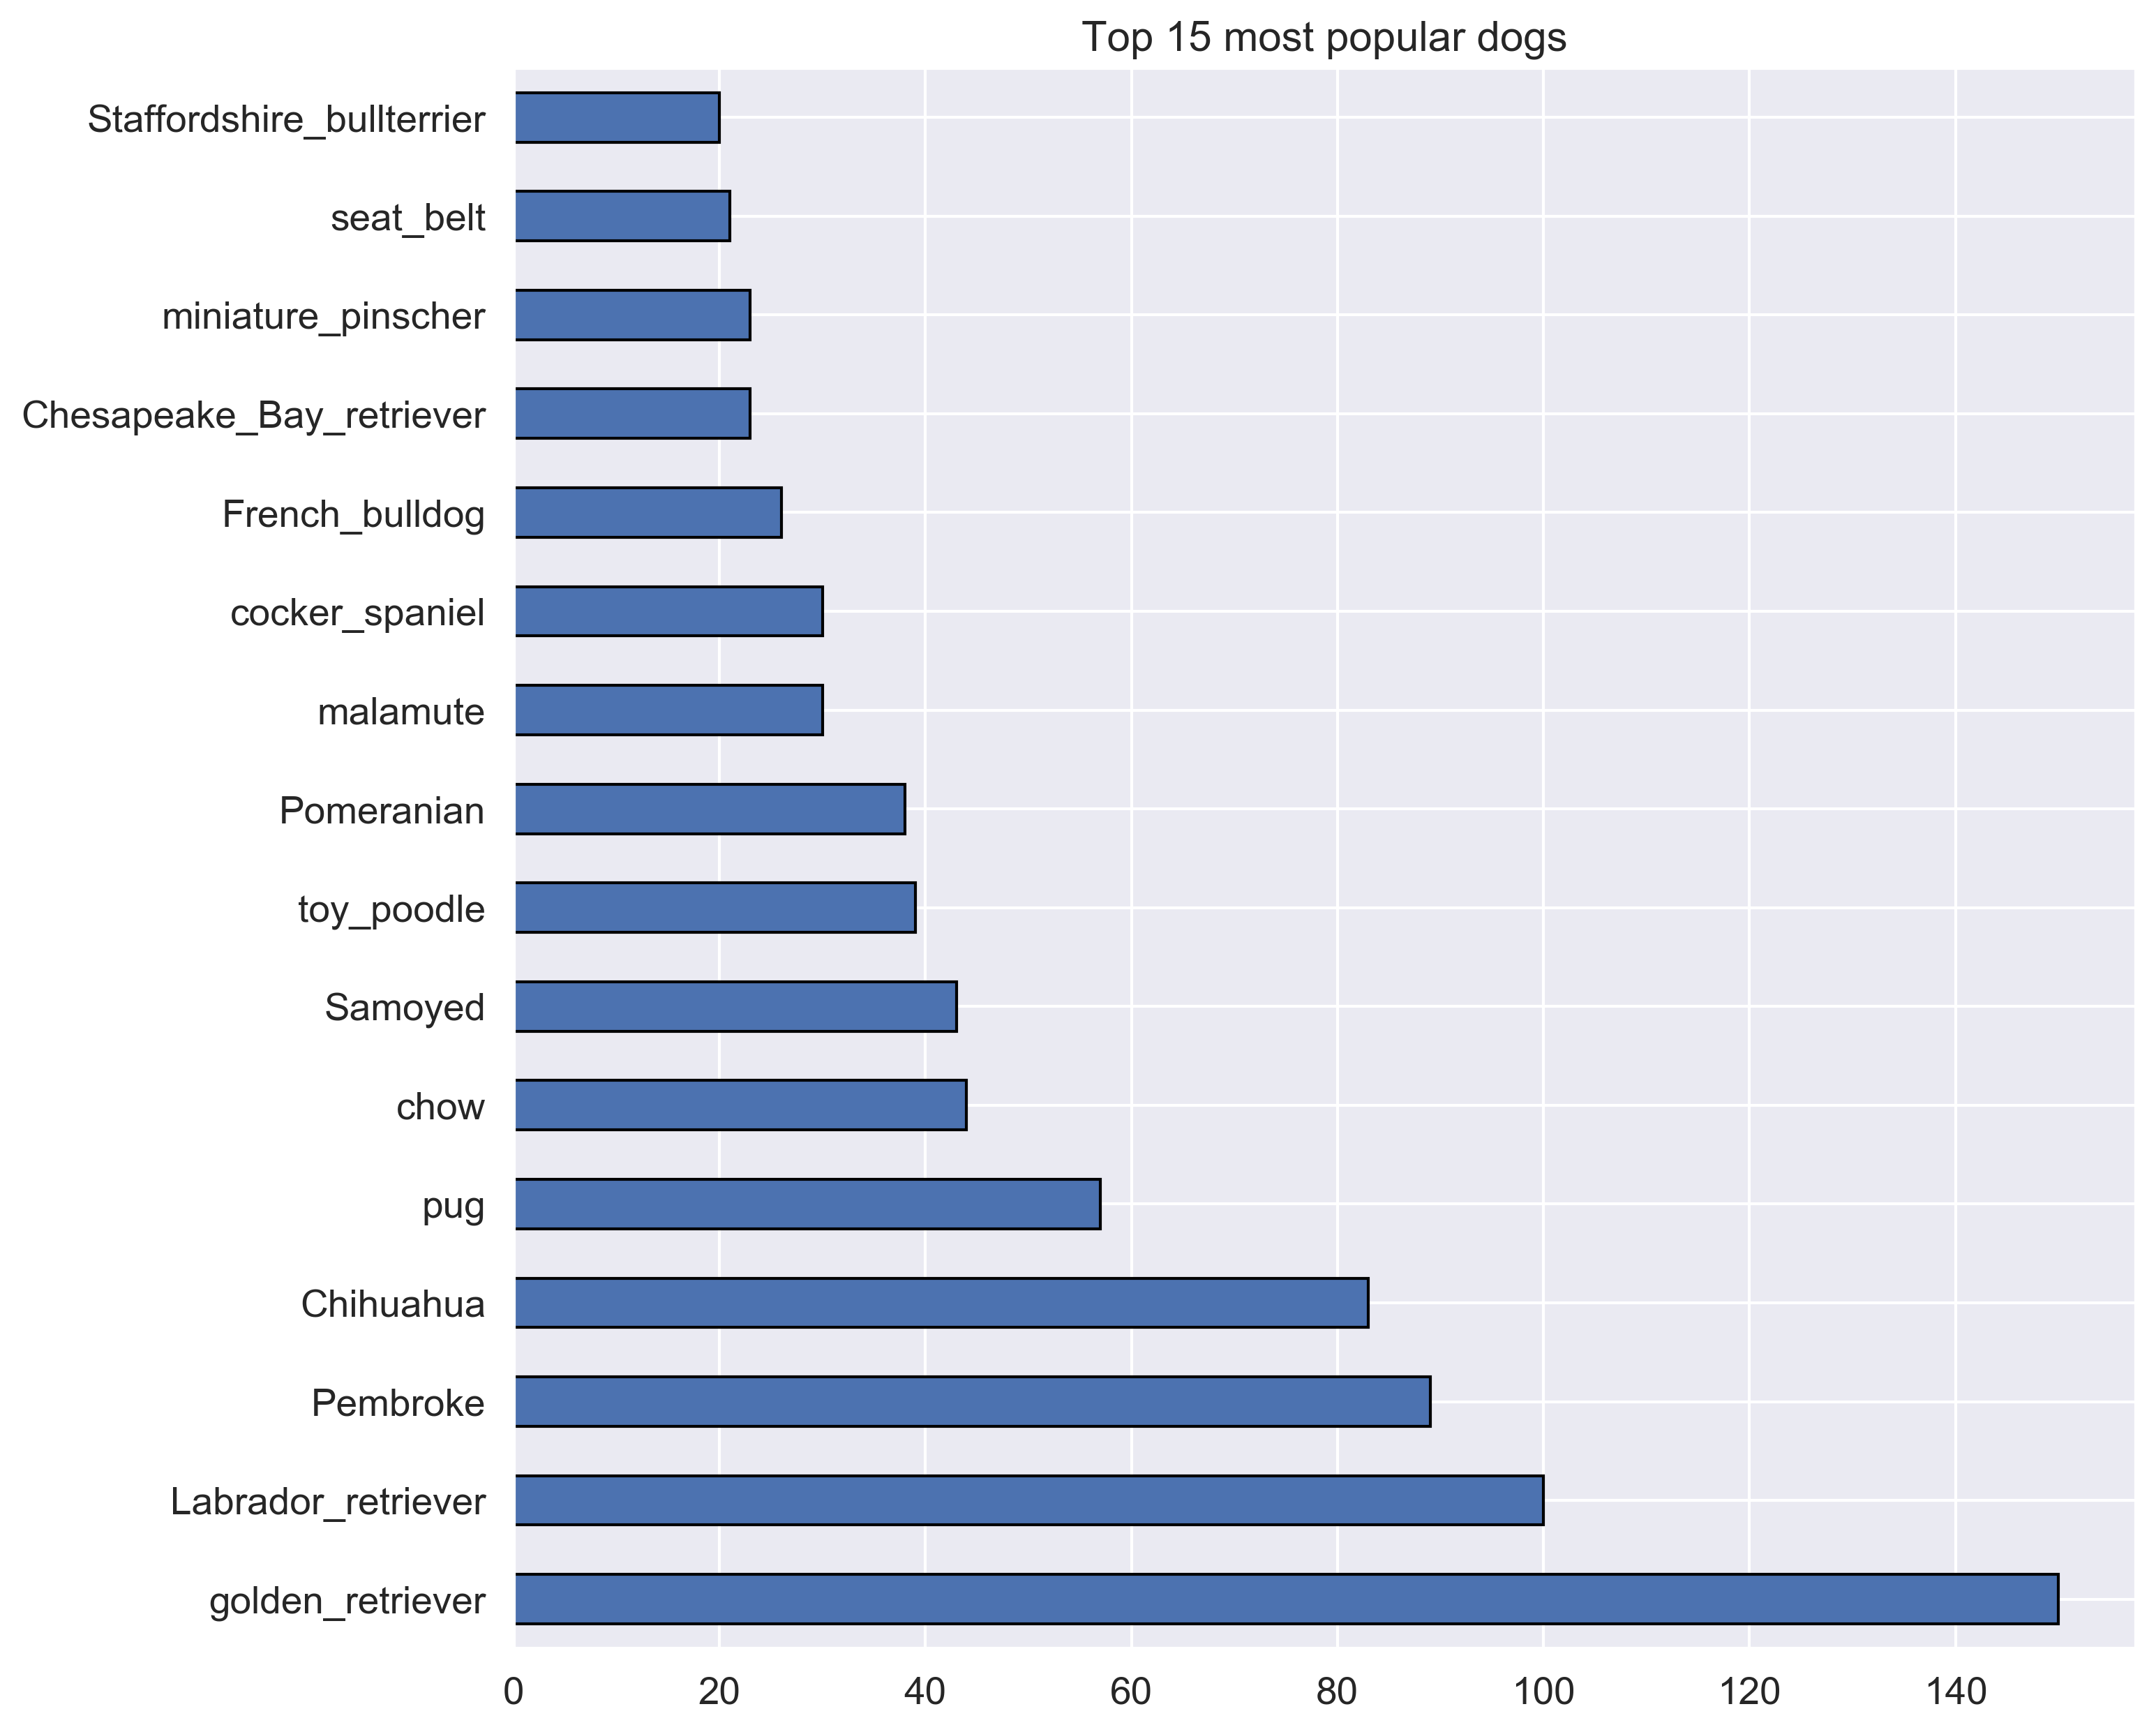 Top 15 most popular dogs
Staffordshire_bullterrier
seat_belt
miniature_pinscher
Chesapeake_Bay_retriever
French_bulldog
cocker_spaniel
malamute
Pomeranian
toy_poodle
Samoyed
chow
pug
Chihuahua
Pembroke
Labrador_retriever
golden_retriever
0 20 40 60 80 100 120 140